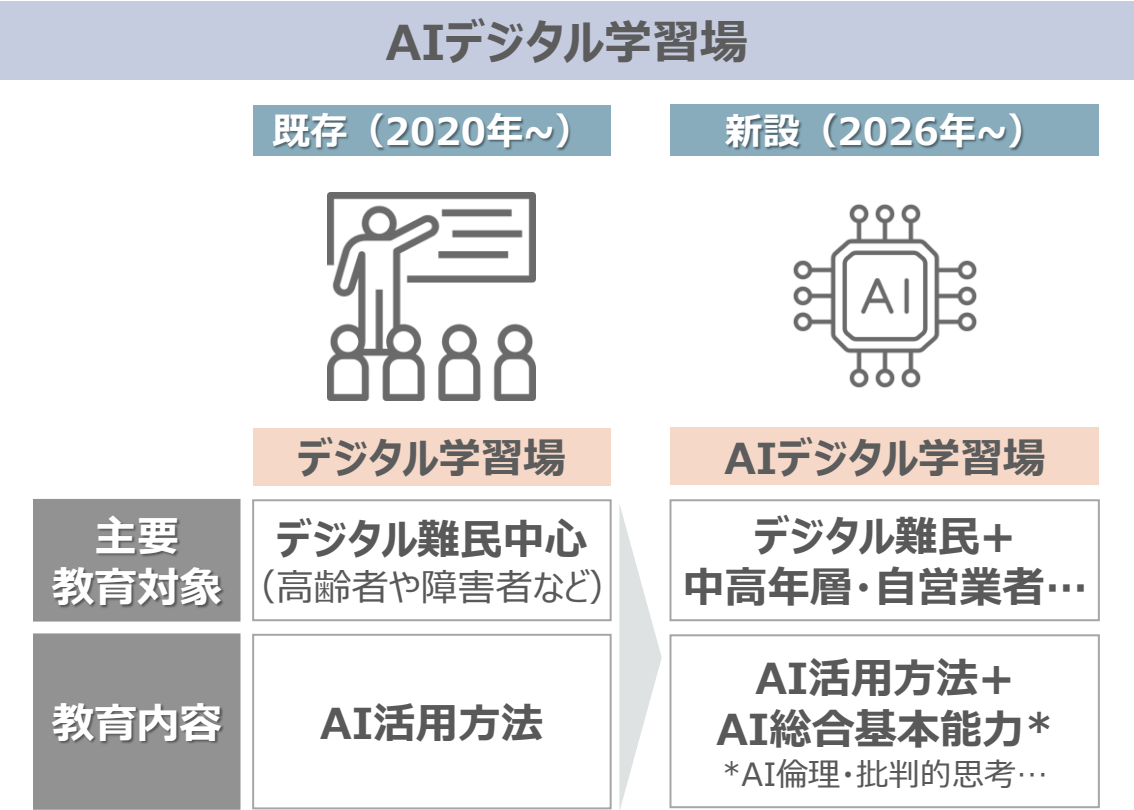 AIデジタル学習場
既存（2020年~）
新設（2026年~）
AI
デジタル学習場
AIデジタル学習場
主要
教育対象
デジタル難民中心
（高齢者や障害者など）
デジタル難民+
中高年層･自営業者…
教育内容
AI活用方法
AI活用方法+
AI総合基本能力*
*AI倫理･批判的思考…